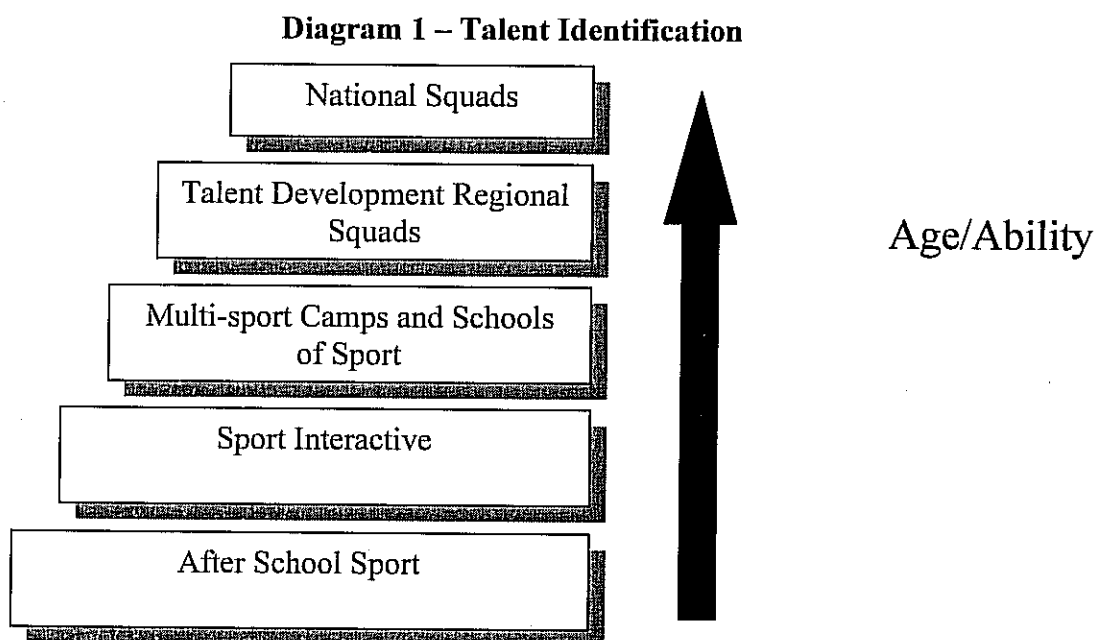 Diagram 1 – Talent Identification
National Squads
Talent Development Regional
Squads
Age/Ability
Multi-sport Camps and Schools
of Sport
Sport Interactive
After School Sport